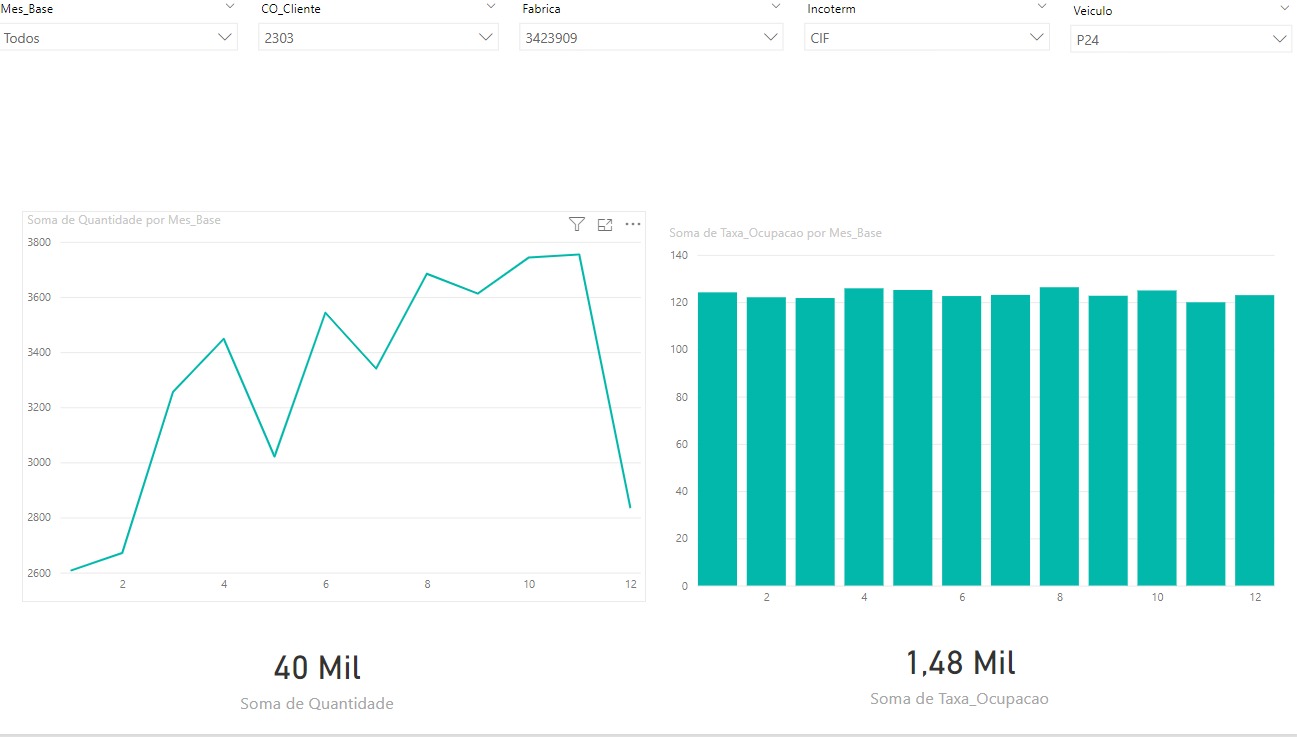 Mes_Base
Todos
CO_Cliente
2303
Fabrica
3423909
Incoterm
CIF
Veiculo
P24
Soma de Quantidade por Mes_Base
3800
3600
3400
3200
3000
2800
2600
2 4 6 8 10 12
40 Mil
Soma de Quantidade
Soma de Taxa_Ocupacao por Mes_Base
140
120
100
80
60
40
20
0
2 4 6 8 10 12
1,48 Mil
Soma de Taxa_Ocupacao